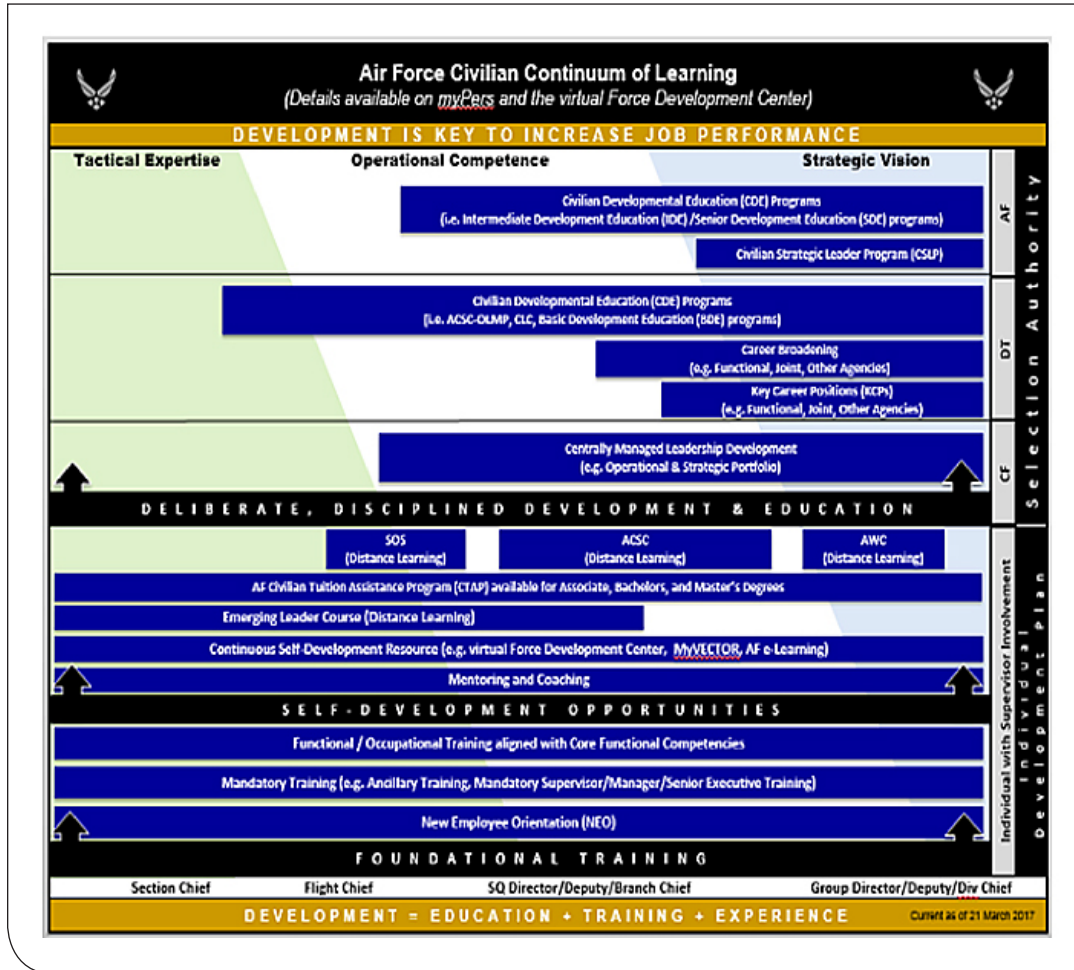 Air Force Civilian Continuum of Learning
(Details available on myPers and the virtual Force Development Center)
DEVELOPMENT IS KEY TO INCREASE JOB PERFORMANCE
Tactical Expertise
Operational Competence
Strategic Vision
Civilian Developmental Education (CDE) Programs
(i.e. Intermediate Development Education (IDE) /Senior Development Education (SDE) programs)
Civilian Strategic Leader Program (CSLP)
AF
Civilian Developmental Education (CDE) Programs
(i.e. ACSC-OLMP, CLC, Basic Development Education (BDE) programs)
Career Broadening
(e.g. Functional, Joint, Other Agencies)
Key Career Positions (KCPs)
(e.g. Functional, Joint, Other Agencies)
DT
Centrally Managed Leadership Development
(e.g. Operational & Strategic Portfolio)
CF
Selection Authority
DELIBERATE, DISCIPLINED DEVELOPMENT & EDUCATION
SOS
(Distance Learning)
ACSC
(Distance Learning)
AWC
(Distance Learning)
AF Civilian Tuition Assistance Program (CTAP) available for Associate, Bachelors, and Master's Degrees
Emerging Leader Course (Distance Learning)
Continuous Self-Development Resource (e.g. virtual Force Development Center, MyVECTOR, AF e-Learning)
Mentoring and Coaching
SELF-DEVELOPMENT OPPORTUNITIES
Functional / Occupational Training aligned with Core Functional Competencies
Mandatory Training (e.g. Ancillary Training, Mandatory Supervisor/Manager/Senior Executive Training)
New Employee Orientation (NEO)
FOUNDATIONAL TRAINING
Individual with Supervisor Involvement
Individual
Development Plan
Section Chief
Flight Chief
SQ Director/Deputy/Branch Chief
Group Director/Deputy/Div Chief
DEVELOPMENT = EDUCATION + TRAINING + EXPERIENCE
Current as of 21 March 2017